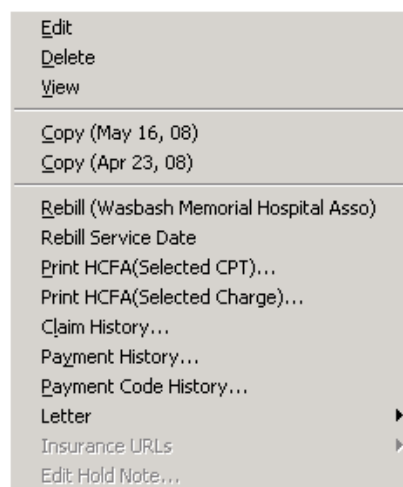 Edit
Delete
View
Copy (May 16, 08)
Copy (Apr 23, 08)
Rebill (Wasbash Memorial Hospital Asso)
Rebill Service Date
Print HCFA(Selected CPT)...
Print HCFA(Selected Charge)...
Claim History...
Payment History...
Payment Code History...
Letter
Insurance URLs
Edit Hold Note...